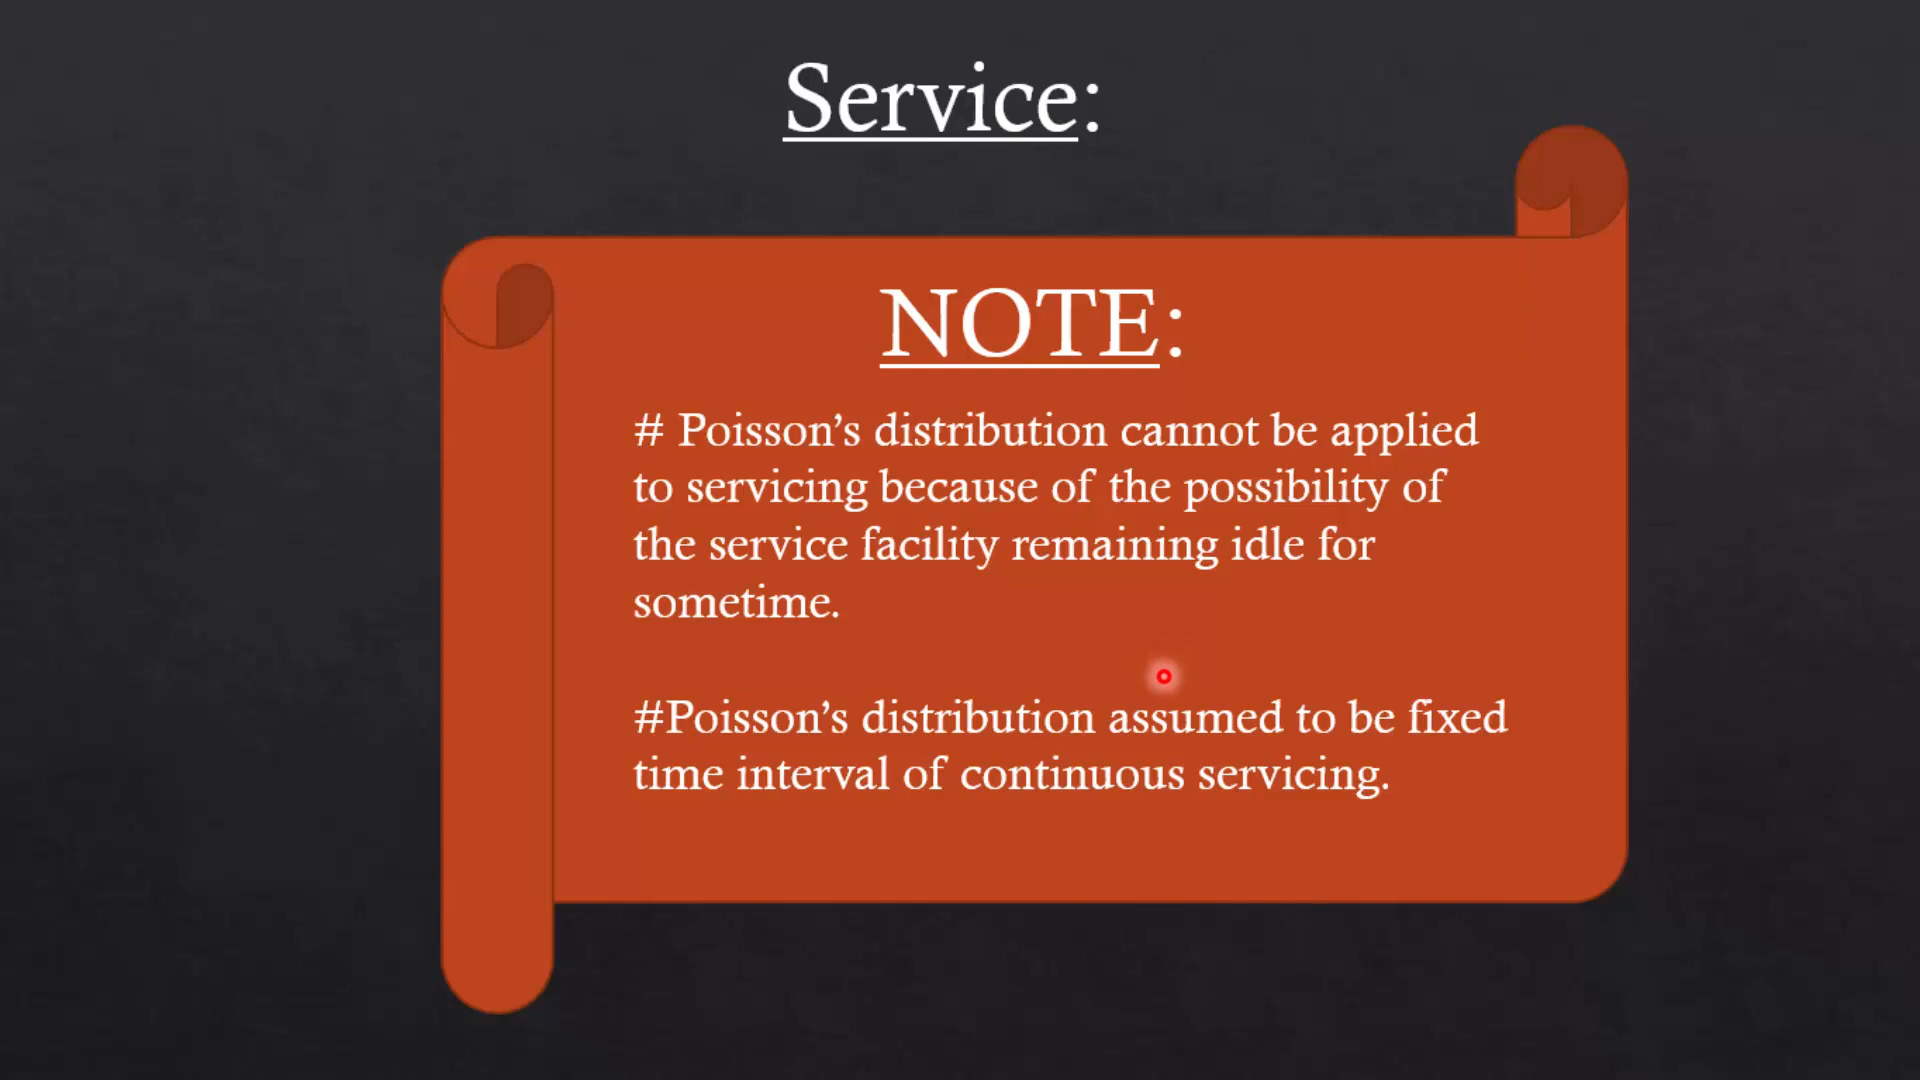 Service:
NOTE:
# Poisson’s distribution cannot be applied
to servicing because of the possibility of
the service facility remaining idle for
sometime.
#Poisson’s distribution assumed to be fixed
time interval of continuous servicing.